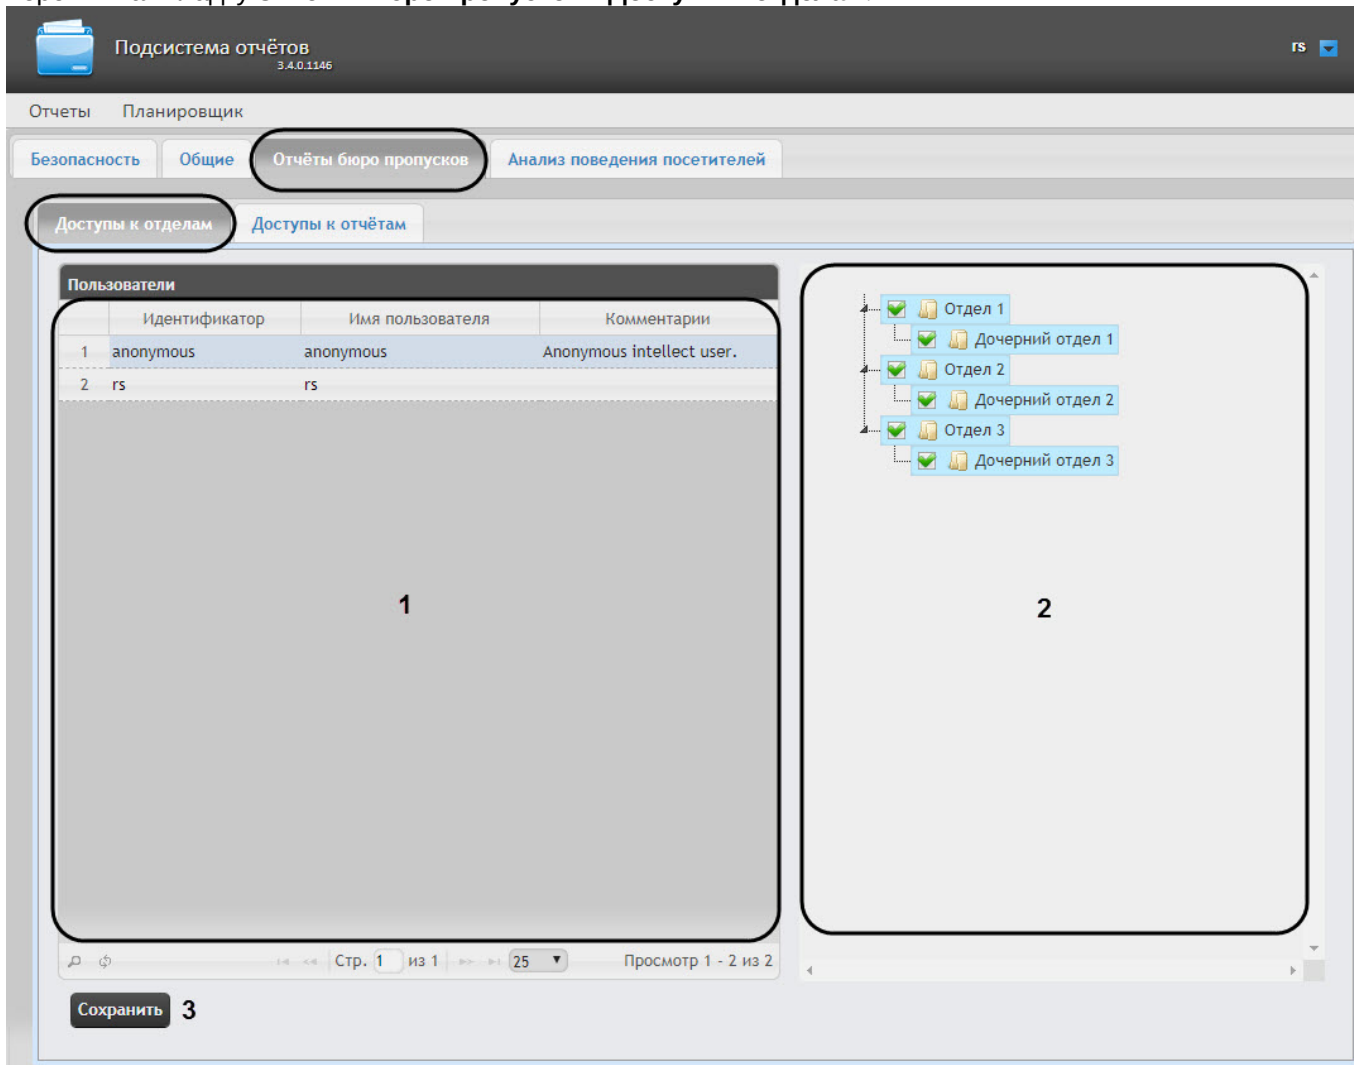 Подсистема отчётов
3.4.0.1146
rs
Отчеты Планировщик
Безопасность Общие Отчёты бюро пропусков Анализ поведения посетителей
Доступы к отделам Доступы к отчётам
Пользователи
Идентификатор Имя пользователя Комментарии
1 anonymous anonymous Anonymous intellect user.
2 rs rs
Отдел 1
Дочерний отдел 1
Отдел 2
Дочерний отдел 2
Отдел 3
Дочерний отдел 3
1
2
Стр. 1 из 1 25 Просмотр 1 - 2 из 2
Сохранить 3